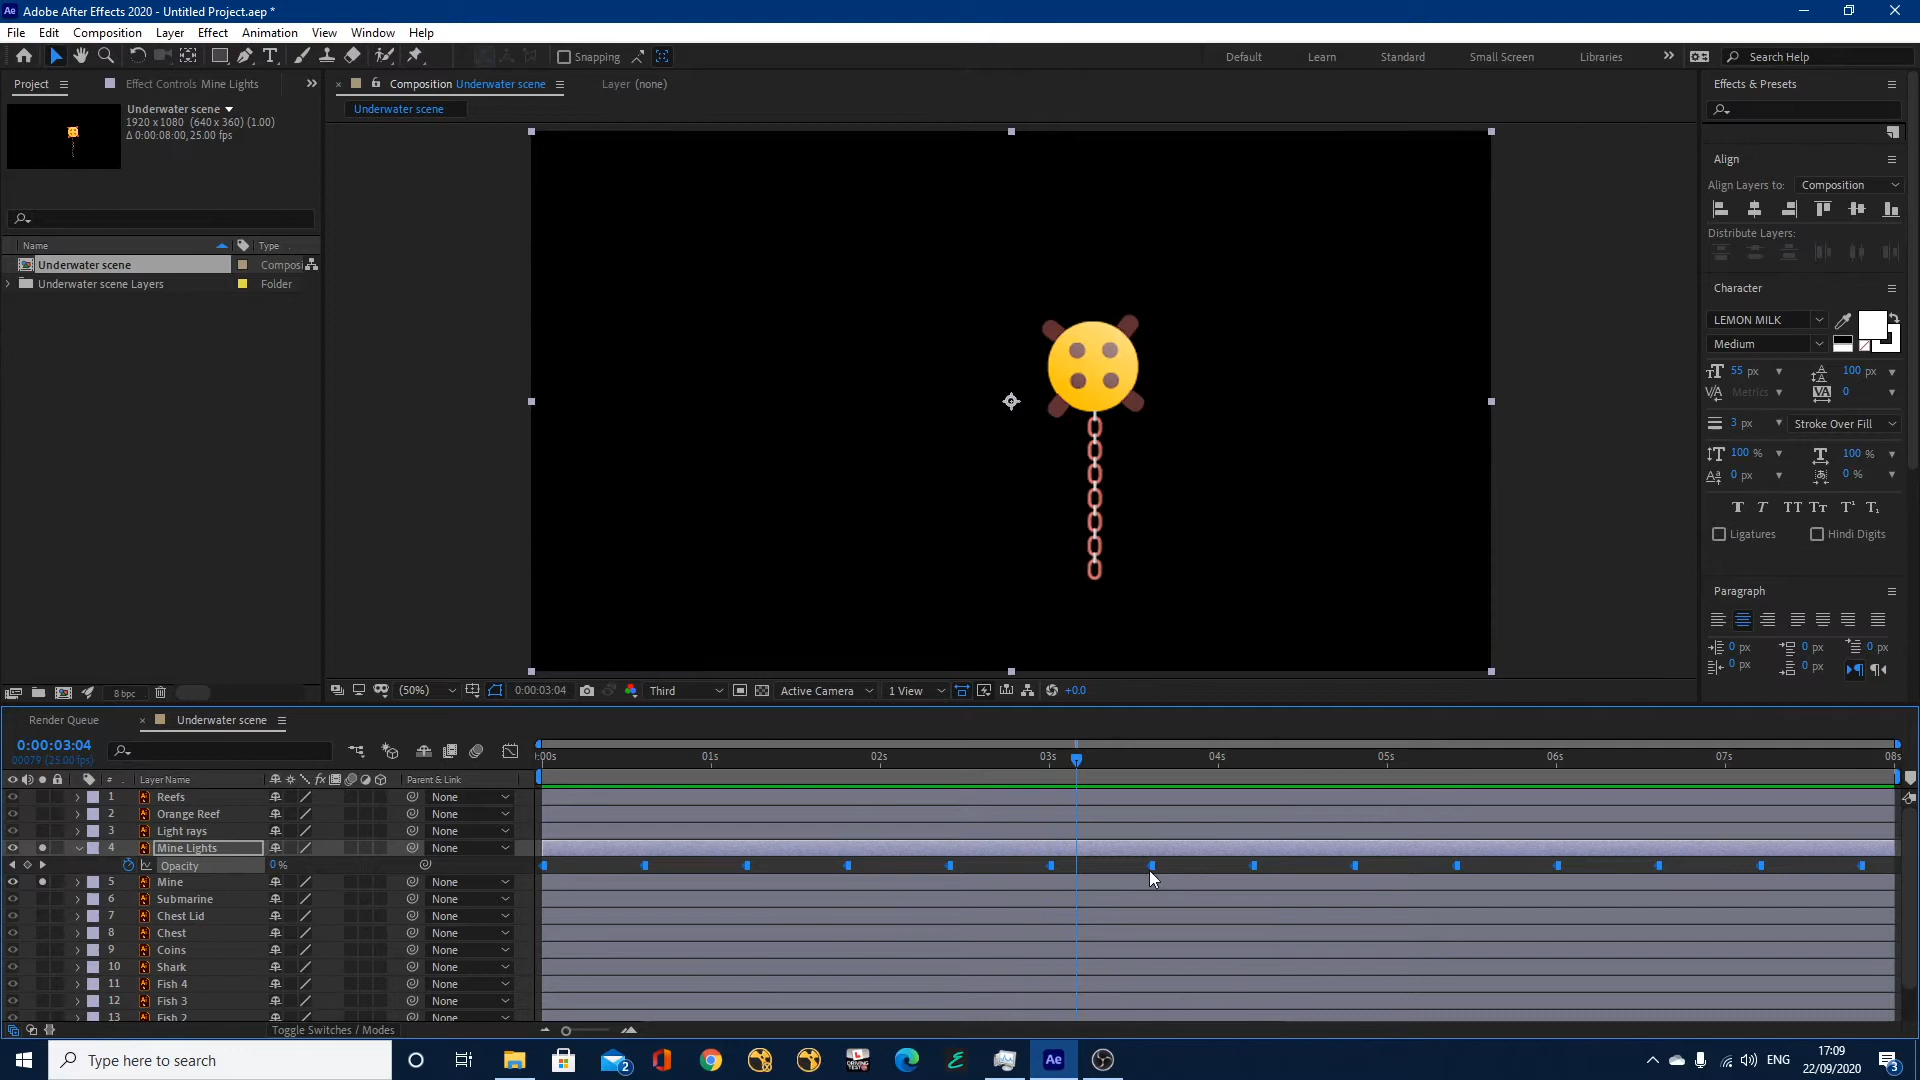 Adobe After Effects 2020 - Untitled Project.aep *
File Edit Composition Layer Effect Animation View Window Help
Snapping
Default Learn Standard Small Screen Libraries Search Help
Project Effect Controls Mine Lights
Composition Underwater scene Layer (none)
Underwater scene
Underwater scene
1920 x 1080 (640 x 360) (1.00)
Δ 0:00:08:00, 25.00 fps
Name Type
Underwater scene Composi
Underwater scene Layers Folder
8 bpc
(50%) 0:00:03:04 Third Active Camera 1 View +0.0
Effects & Presets
Align
Align Layers to: Composition
Distribute Layers:
Character
LEMON MILK
Medium
55 px 100 px
Metrics 0
3 px Stroke Over Fill
100 % 100 %
0 px 0 %
Ligatures Hindi Digits
Paragraph
0 px 0 px 0 px
0 px 0 px
Render Queue Underwater scene
0:00:03:04
00079 (25.00 fps)
:00s 01s 02s 03s 04s 05s 06s 07s 08s
# Layer Name Parent & Link
1 Reefs None
2 Orange Reef None
3 Light rays None
4 Mine Lights None
Opacity 0 %
5 Mine None
6 Submarine None
7 Chest Lid None
8 Chest None
9 Coins None
10 Shark None
11 Fish 4 None
12 Fish 3 None
13 Fish 2 None
Toggle Switches / Modes
Type here to search
2
DRIVING TEST
Ae
ENG
17:09
22/09/2020
3